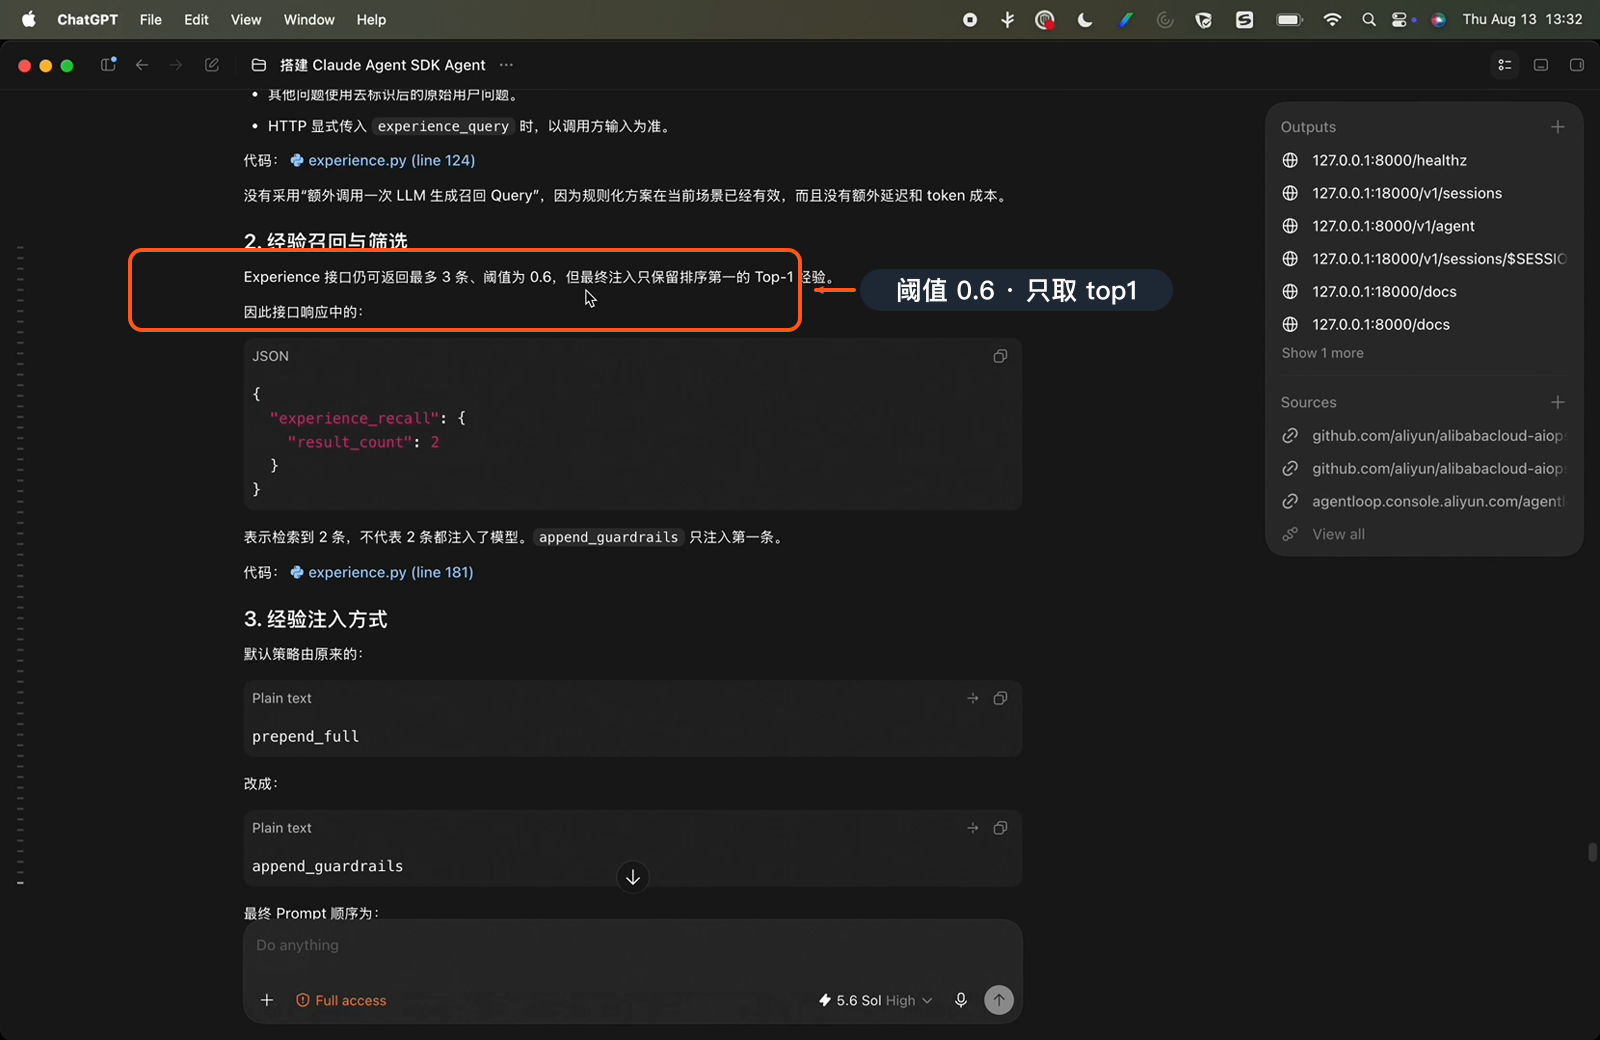 ChatGPT File Edit View Window Help Thu Aug 13 13:32
搭建 Claude Agent SDK Agent ···
• 其他问题使用去标识后的原始用户问题。
• HTTP 显式传入 experience_query 时，以调用方输入为准。
代码： experience.py (line 124)
没有采用“额外调用一次 LLM 生成召回 Query”，因为规则化方案在当前场景已经有效，而且没有额外延迟和 token 成本。
2. 经验召回与筛选
Experience 接口仍可返回最多 3 条、阈值为 0.6，但最终注入只保留排序第一的 Top-1 经验。
阈值 0.6 · 只取 top1
因此接口响应中的：
JSON
{
"experience_recall": {
"result_count": 2
}
}
表示检索到 2 条，不代表 2 条都注入了模型。append_guardrails 只注入第一条。
代码： experience.py (line 181)
3. 经验注入方式
默认策略由原来的：
Plain text
prepend_full
改成：
Plain text
append_guardrails
最终 Prompt 顺序为：
Do anything
Full access
5.6 Sol High
Outputs
127.0.0.1:8000/healthz
127.0.0.1:18000/v1/sessions
127.0.0.1:8000/v1/agent
127.0.0.1:18000/v1/sessions/$SESSIO
127.0.0.1:18000/docs
127.0.0.1:8000/docs
Show 1 more
Sources
github.com/aliyun/alibabacloud-aiops
github.com/aliyun/alibabacloud-aiops
agentloop.console.aliyun.com/agentl
View all